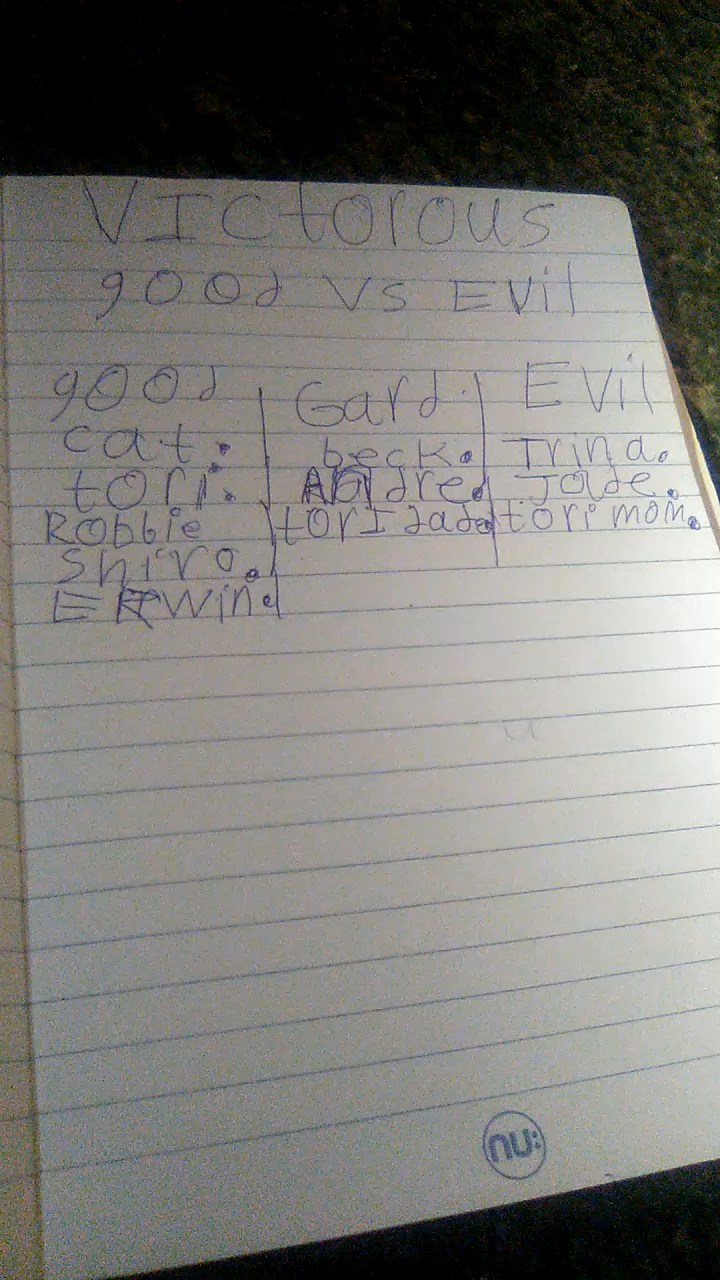 VICtorous
good VS EVil
good Gard. EVil
cat. beck. Trina.
tori. Andre. Jade.
Robbie torI dade tori mom.
Shiro.
Erwin.
nu: